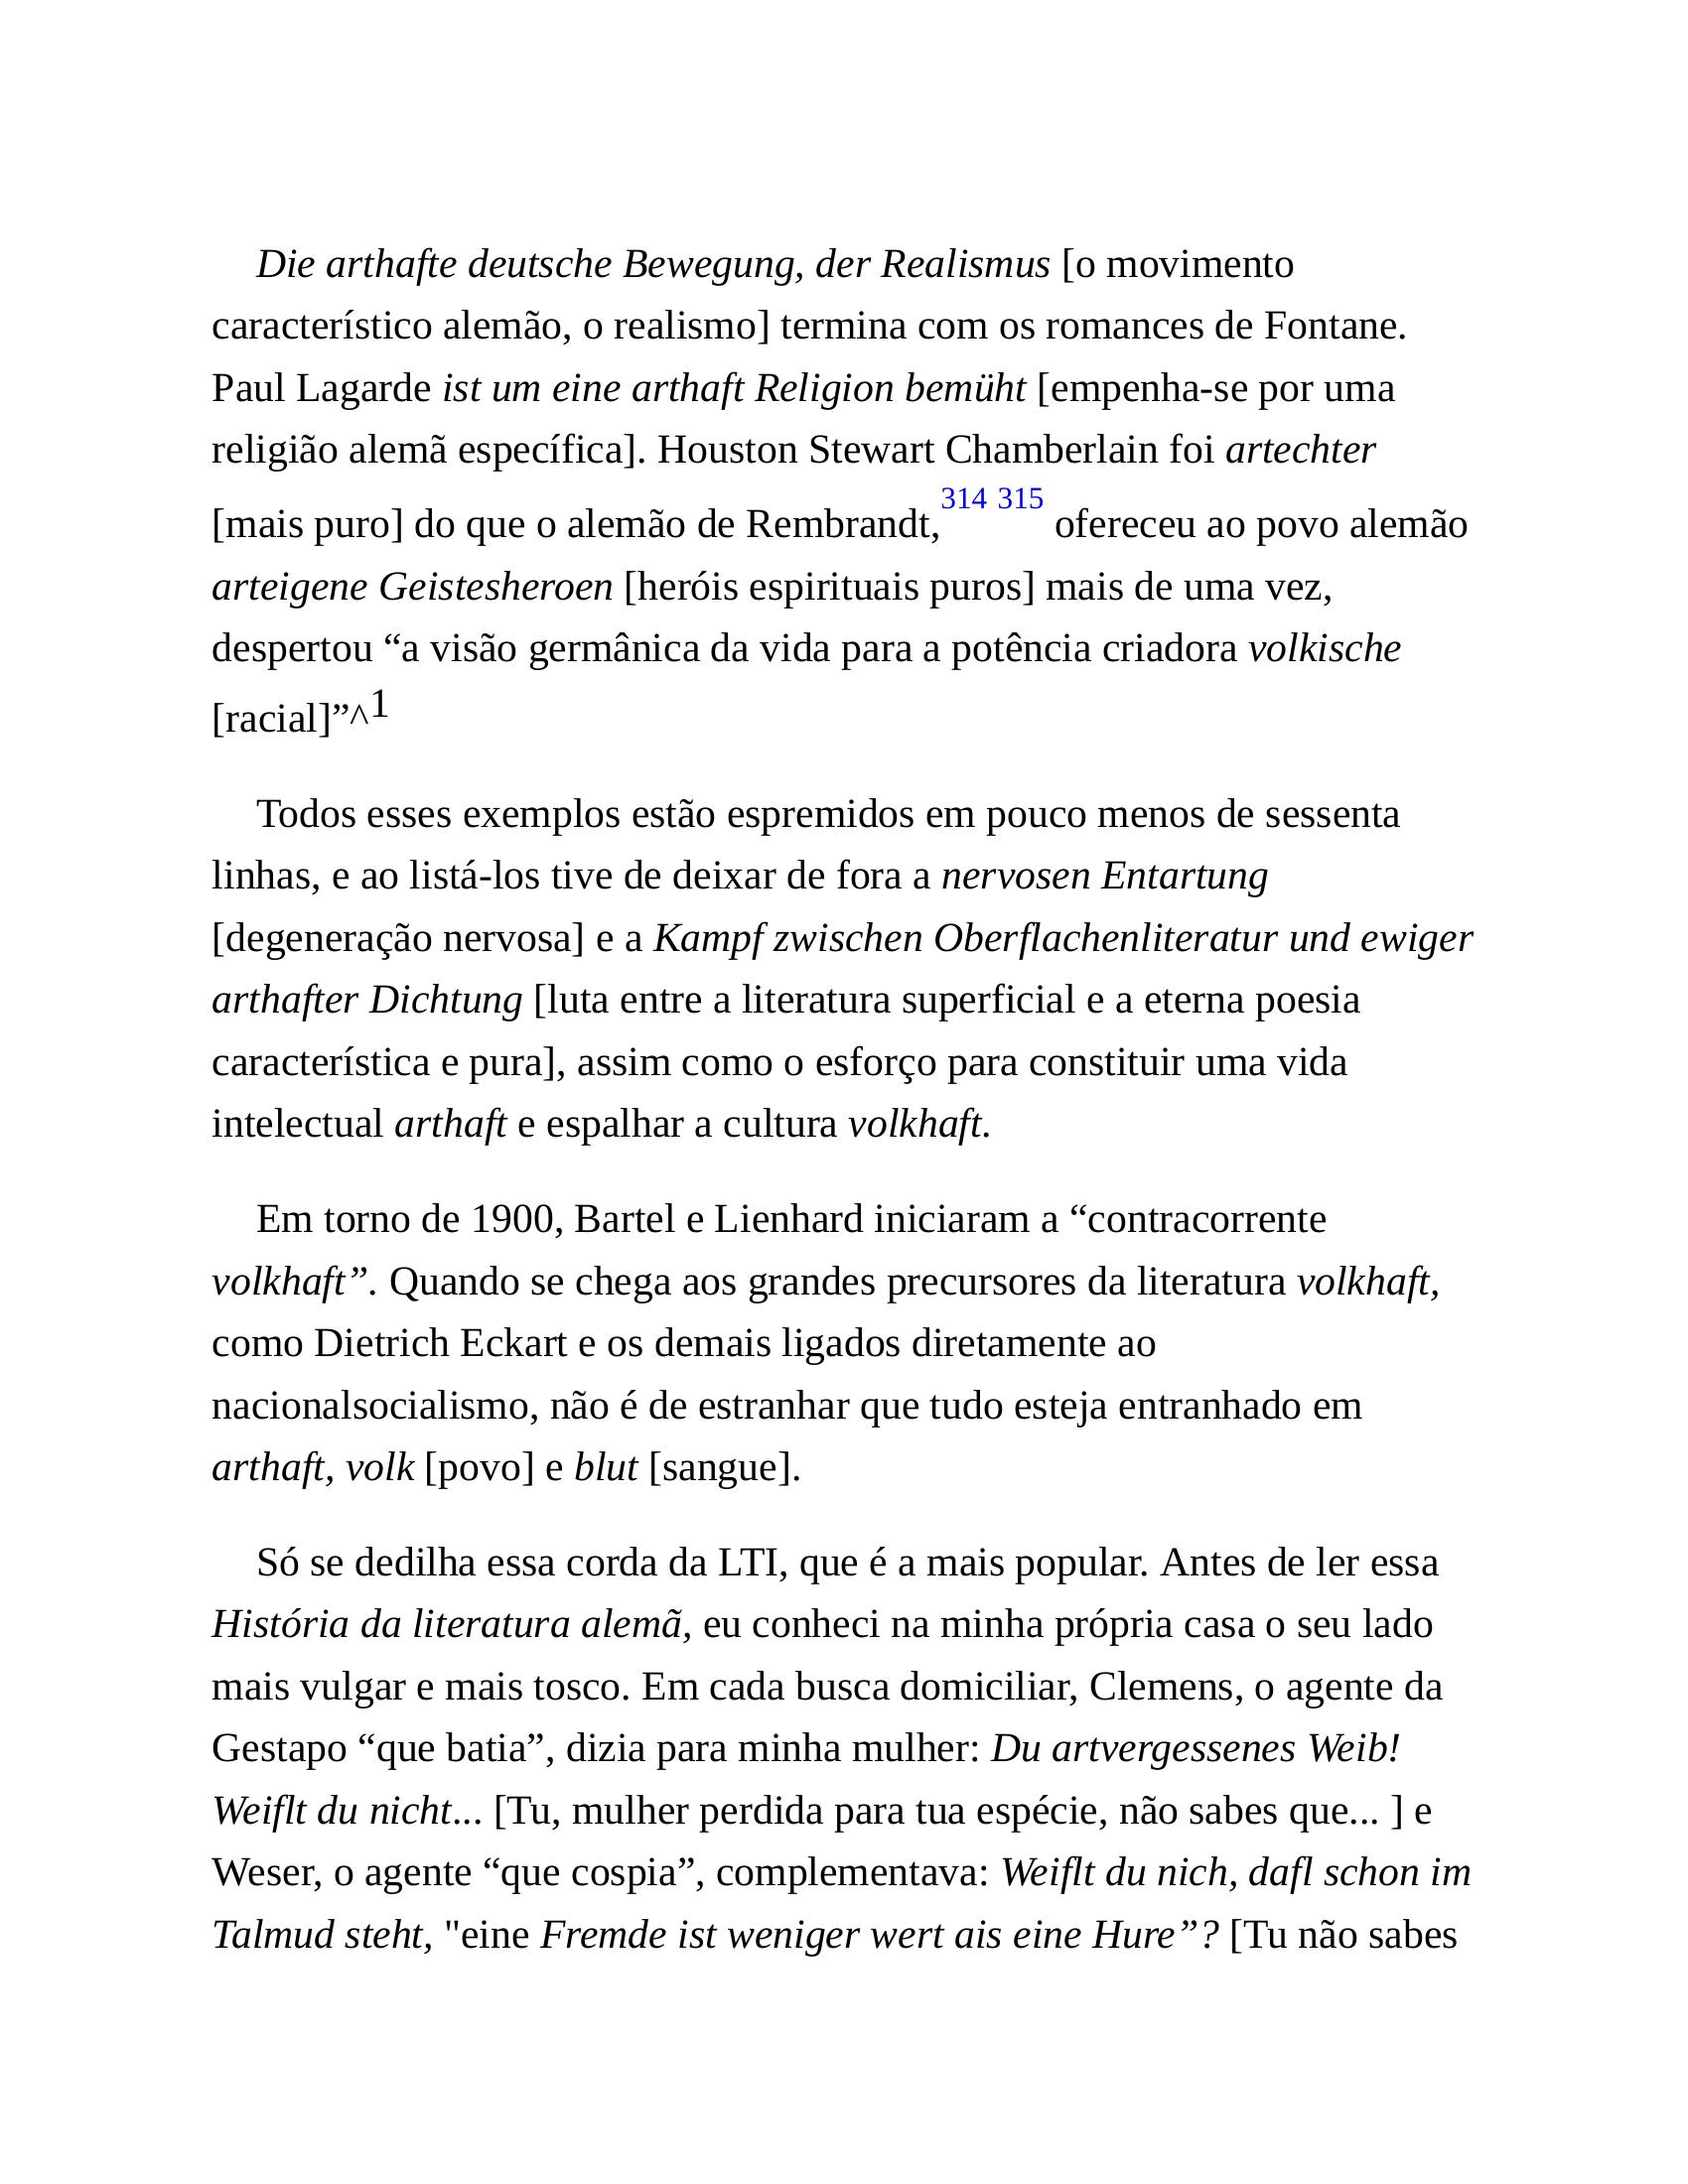 Die arthafte deutsche Bewegung, der Realismus [o movimento
característico alemão, o realismo] termina com os romances de Fontane.
Paul Lagarde ist um eine arthaft Religion bemüht [empenha-se por uma
religião alemã específica]. Houston Stewart Chamberlain foi artechter
[mais puro] do que o alemão de Rembrandt,314 315 ofereceu ao povo alemão
arteigene Geistesheroen [heróis espirituais puros] mais de uma vez,
despertou “a visão germânica da vida para a potência criadora volkische
[racial]”^1
Todos esses exemplos estão espremidos em pouco menos de sessenta
linhas, e ao listá-los tive de deixar de fora a nervosen Entartung
[degeneração nervosa] e a Kampf zwischen Oberflachenliteratur und ewiger
arthafter Dichtung [luta entre a literatura superficial e a eterna poesia
característica e pura], assim como o esforço para constituir uma vida
intelectual arthaft e espalhar a cultura volkhaft.
Em torno de 1900, Bartel e Lienhard iniciaram a “contracorrente
volkhaft”. Quando se chega aos grandes precursores da literatura volkhaft,
como Dietrich Eckart e os demais ligados diretamente ao
nacionalsocialismo, não é de estranhar que tudo esteja entranhado em
arthaft, volk [povo] e blut [sangue].
Só se dedilha essa corda da LTI, que é a mais popular. Antes de ler essa
História da literatura alemã, eu conheci na minha própria casa o seu lado
mais vulgar e mais tosco. Em cada busca domiciliar, Clemens, o agente da
Gestapo “que batia”, dizia para minha mulher: Du artvergessenes Weib!
Weiflt du nicht... [Tu, mulher perdida para tua espécie, não sabes que... ] e
Weser, o agente “que cospia”, complementava: Weiflt du nich, dafl schon im
Talmud steht, "eine Fremde ist weniger wert ais eine Hure”? [Tu não sabes